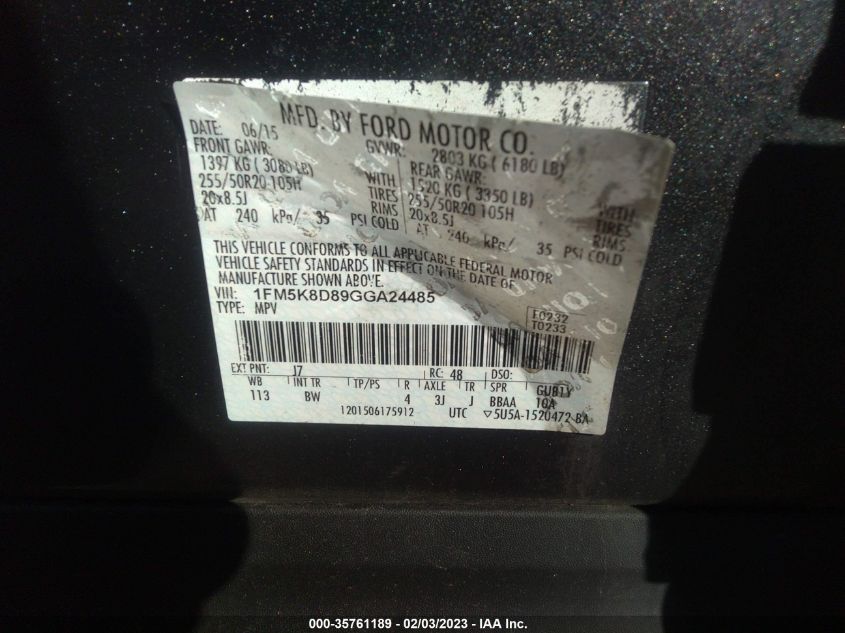 MFD. BY FORD MOTOR CO.
DATE: 06/15 GVWR: 2803 KG ( 6180 LB)
FRONT GAWR: REAR GAWR:
1397 KG ( 3080 LB) WITH 1520 KG ( 3350 LB) WITH
255/50R20 105H TIRES 255/50R20 105H TIRES
20x8.5J RIMS 20x8.5J RIMS
AT 240 kPa/ 35 PSI COLD AT 240 kPa/ 35 PSI COLD
THIS VEHICLE CONFORMS TO ALL APPLICABLE FEDERAL MOTOR
VEHICLE SAFETY STANDARDS IN EFFECT ON THE DATE OF
MANUFACTURE SHOWN ABOVE.
VIN: 1FM5K8D89GGA24485
TYPE: MPV
F0232
T0233
EXT PNT: J7 RC: 48 DSO:
WB INT TR TP/PS R AXLE TR SPR GUB1Y
113 BW 4 3J J BBAA 10A
1201506175912 UTC ▽5U5A-1520472-BA
000-35761189 - 02/03/2023 - IAA Inc.